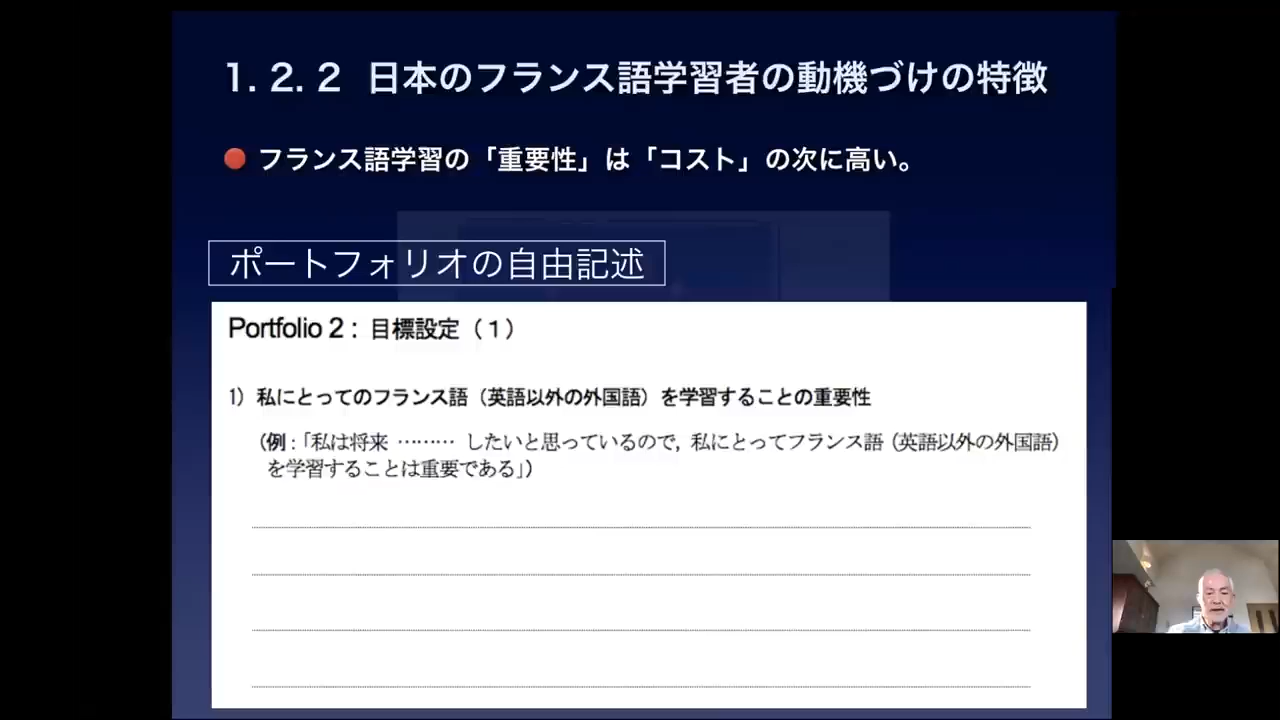 1. 2. 2 日本のフランス語学習者の動機づけの特徴
フランス語学習の「重要性」は「コスト」の次に高い。
ポートフォリオの自由記述
Portfolio 2 : 目標設定（1）
1）私にとってのフランス語（英語以外の外国語）を学習することの重要性
（例 :「私は将来 ……… したいと思っているので, 私にとってフランス語（英語以外の外国語）
を学習することは重要である」）